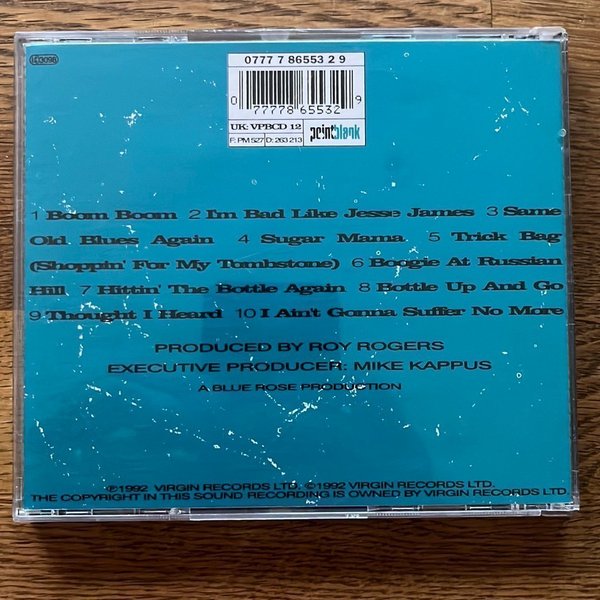 0777 7 86553 2 9
0 77778 65532 9
UK: VPBCD 12
F: PM 527 D: 263 213
pointblank
1 Boom Boom 2 I'm Bad Like Jesse James 3 Same
Old Blues Again 4 Sugar Mama 5 Trick Bag
(Shoppin' For My Tombstone) 6 Boogie At Russian
Hill 7 Hittin' The Bottle Again 8 Bottle Up And Go
9 Thought I Heard 10 I Ain't Gonna Suffer No More
PRODUCED BY ROY ROGERS
EXECUTIVE PRODUCER: MIKE KAPPUS
A BLUE ROSE PRODUCTION
℗1992 VIRGIN RECORDS LTD. ©1992 VIRGIN RECORDS LTD.
THE COPYRIGHT IN THIS SOUND RECORDING IS OWNED BY VIRGIN RECORDS LTD